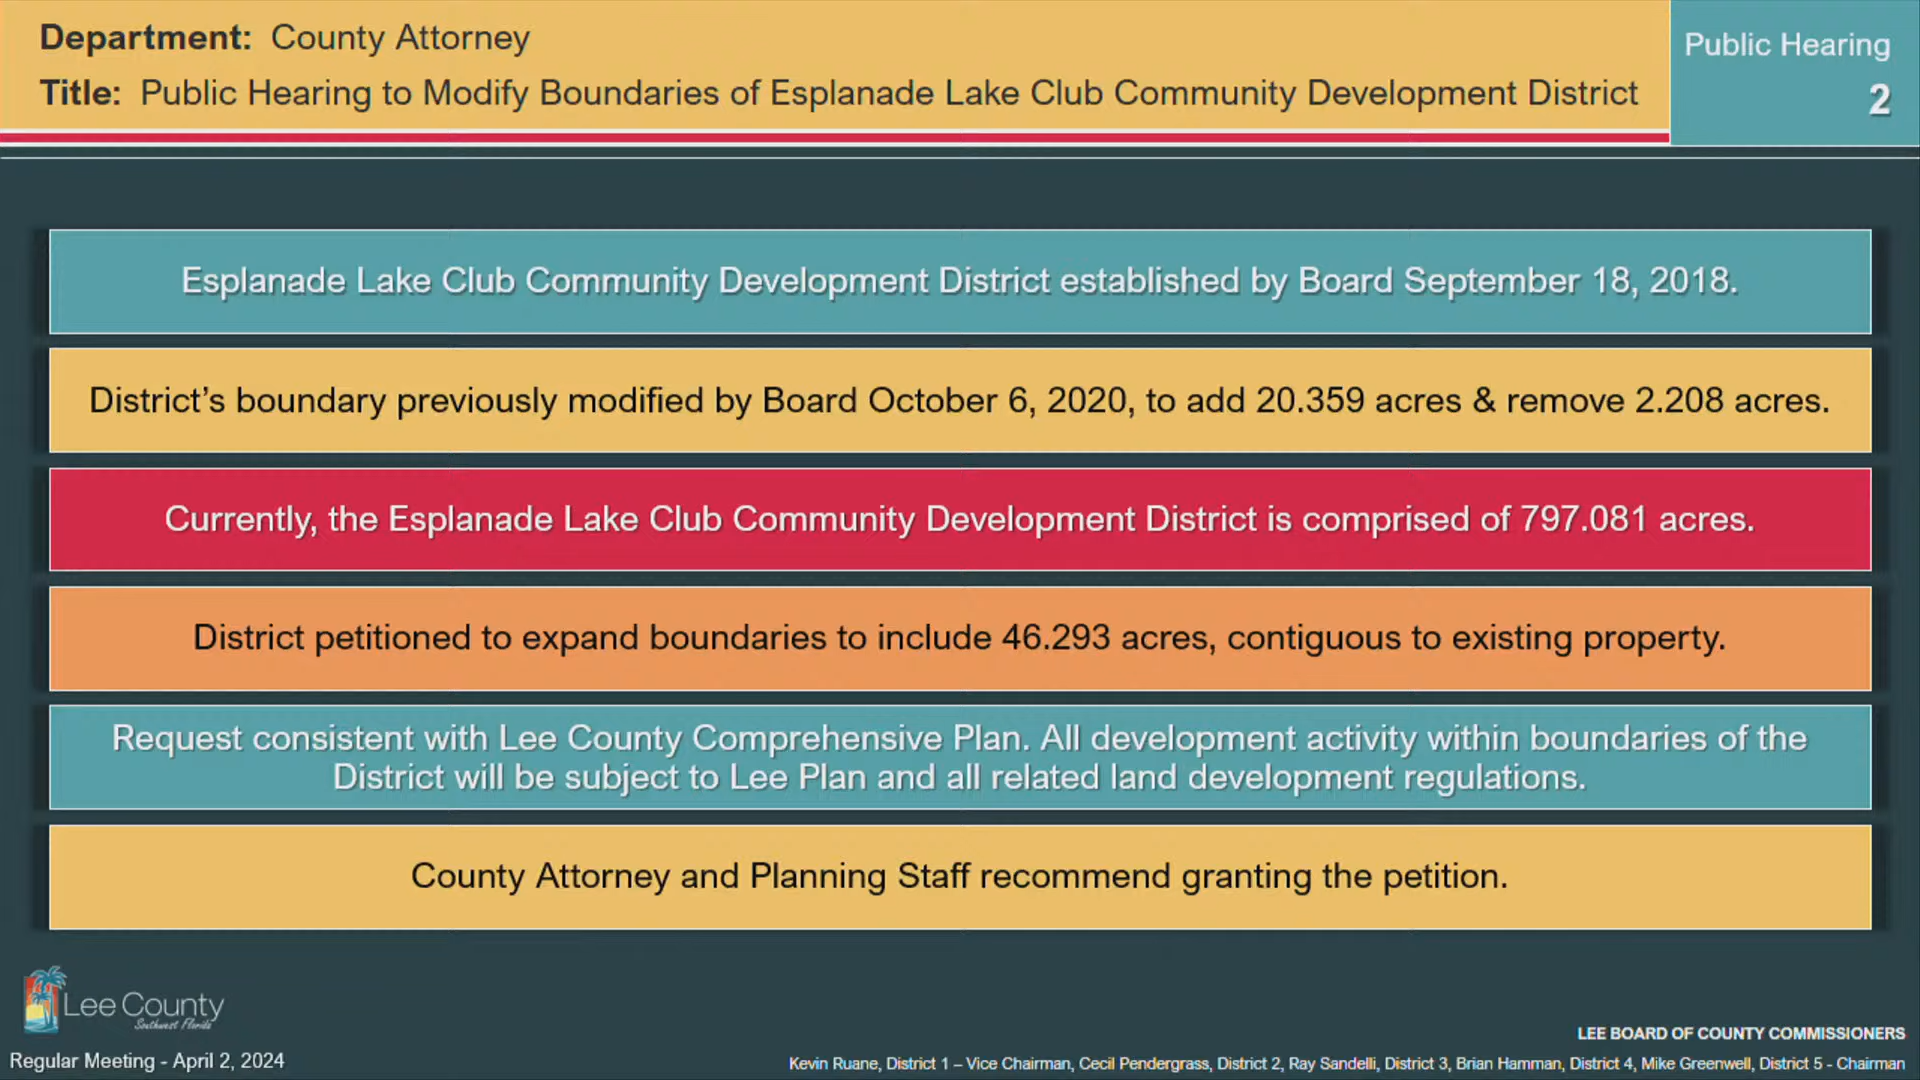 Department: County Attorney
Public Hearing
Title: Public Hearing to Modify Boundaries of Esplanade Lake Club Community Development District
2
Esplanade Lake Club Community Development District established by Board September 18, 2018.
District’s boundary previously modified by Board October 6, 2020, to add 20.359 acres & remove 2.208 acres.
Currently, the Esplanade Lake Club Community Development District is comprised of 797.081 acres.
District petitioned to expand boundaries to include 46.293 acres, contiguous to existing property.
Request consistent with Lee County Comprehensive Plan. All development activity within boundaries of the
District will be subject to Lee Plan and all related land development regulations.
County Attorney and Planning Staff recommend granting the petition.
Lee County
Southwest Florida
LEE BOARD OF COUNTY COMMISSIONERS
Regular Meeting - April 2, 2024
Kevin Ruane, District 1 – Vice Chairman, Cecil Pendergrass, District 2, Ray Sandelli, District 3, Brian Hamman, District 4, Mike Greenwell, District 5 - Chairman